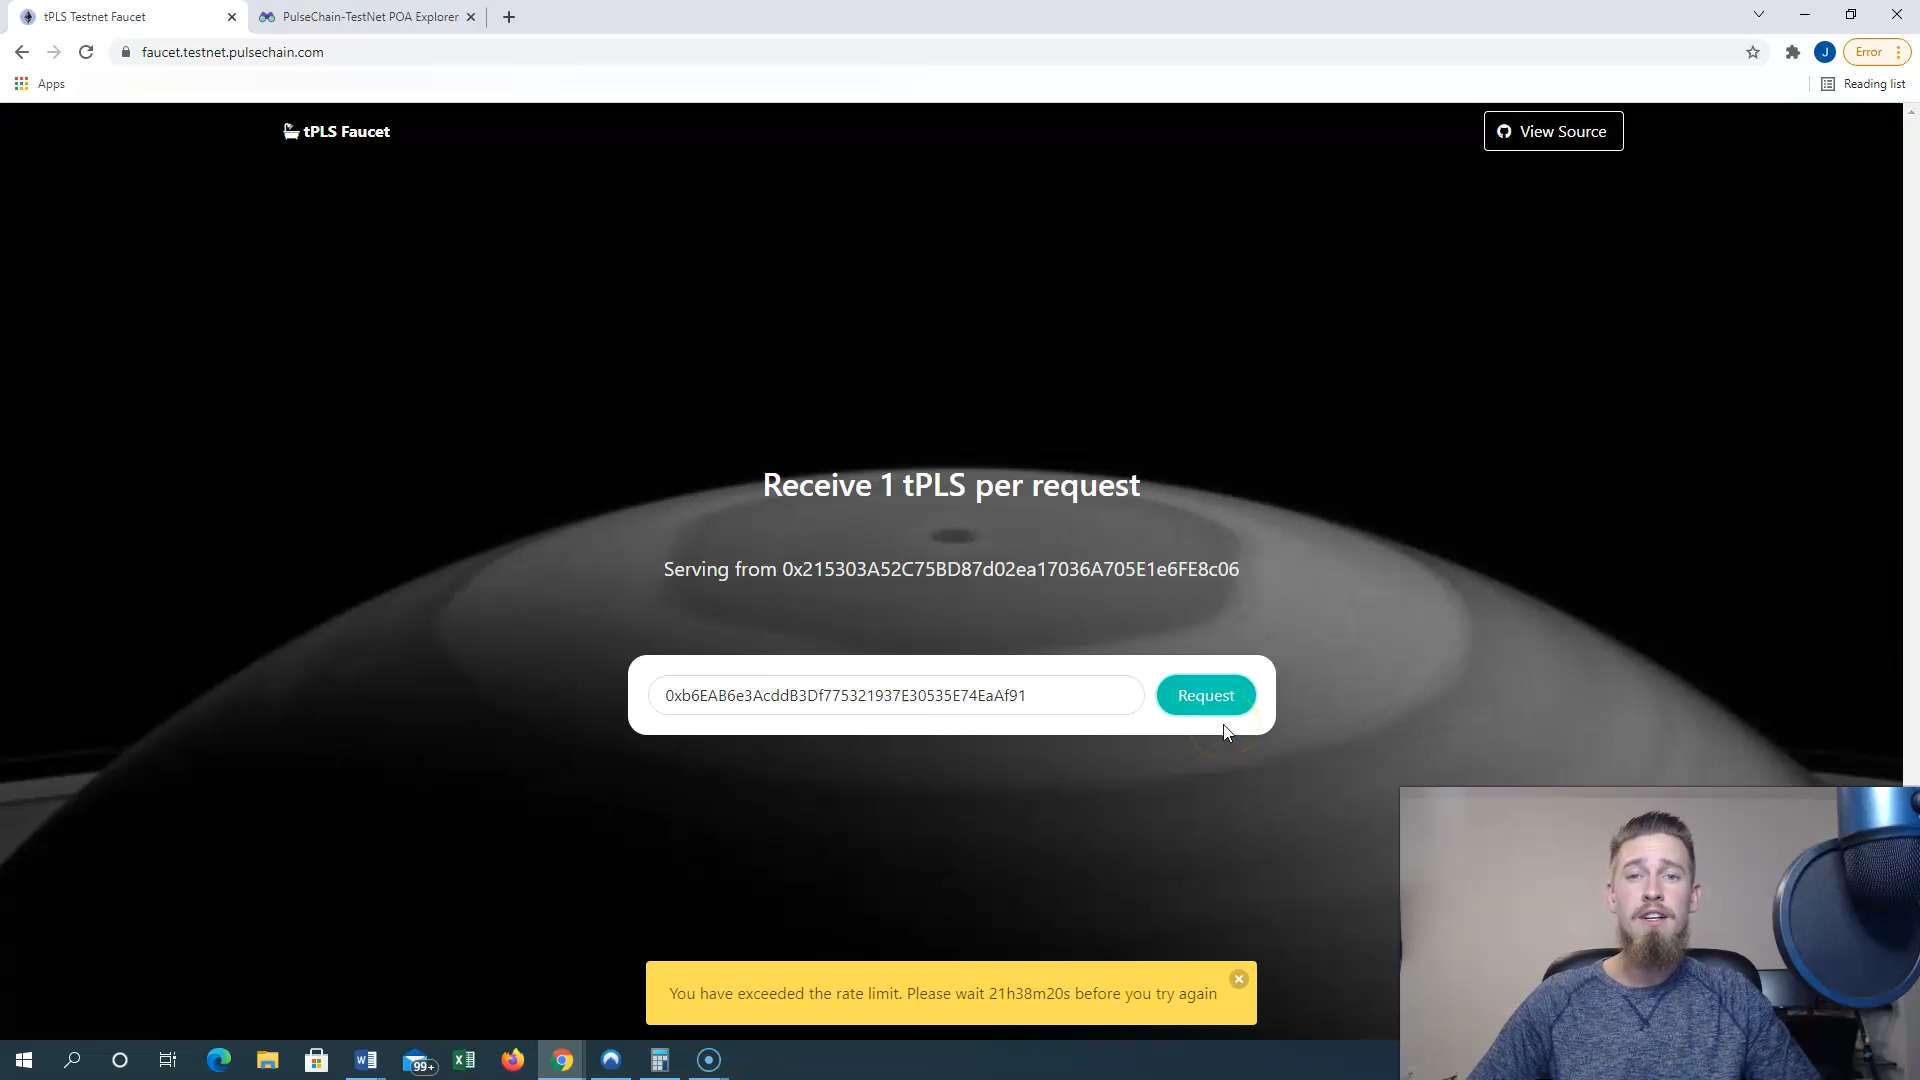 tPLS Testnet Faucet
PulseChain-TestNet POA Explorer
faucet.testnet.pulsechain.com
J
Error
Apps
Reading list
tPLS Faucet
View Source
Receive 1 tPLS per request
Serving from 0x215303A52C75BD87d02ea17036A705E1e6FE8c06
0xb6EAB6e3AcddB3Df775321937E30535E74EaAf91
Request
You have exceeded the rate limit. Please wait 21h38m20s before you try again
99+